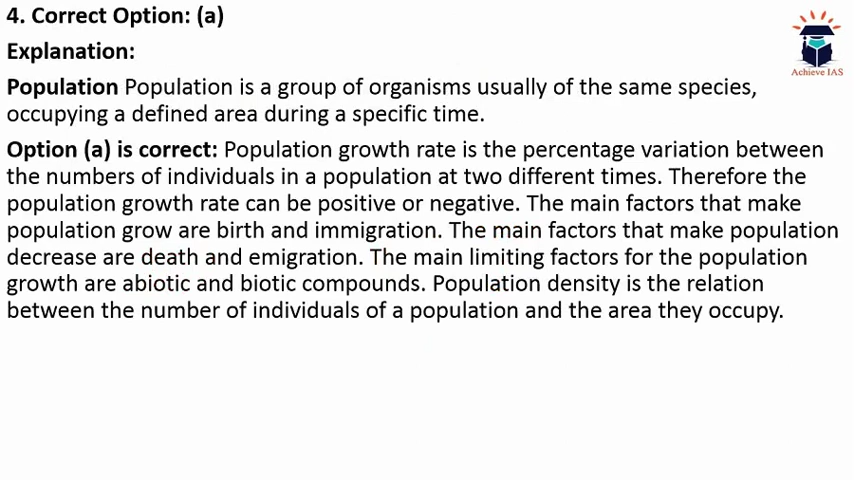 4. Correct Option: (a)
Explanation:
Achieve IAS
Population Population is a group of organisms usually of the same species,
occupying a defined area during a specific time.
Option (a) is correct: Population growth rate is the percentage variation between
the numbers of individuals in a population at two different times. Therefore the
population growth rate can be positive or negative. The main factors that make
population grow are birth and immigration. The main factors that make population
decrease are death and emigration. The main limiting factors for the population
growth are abiotic and biotic compounds. Population density is the relation
between the number of individuals of a population and the area they occupy.